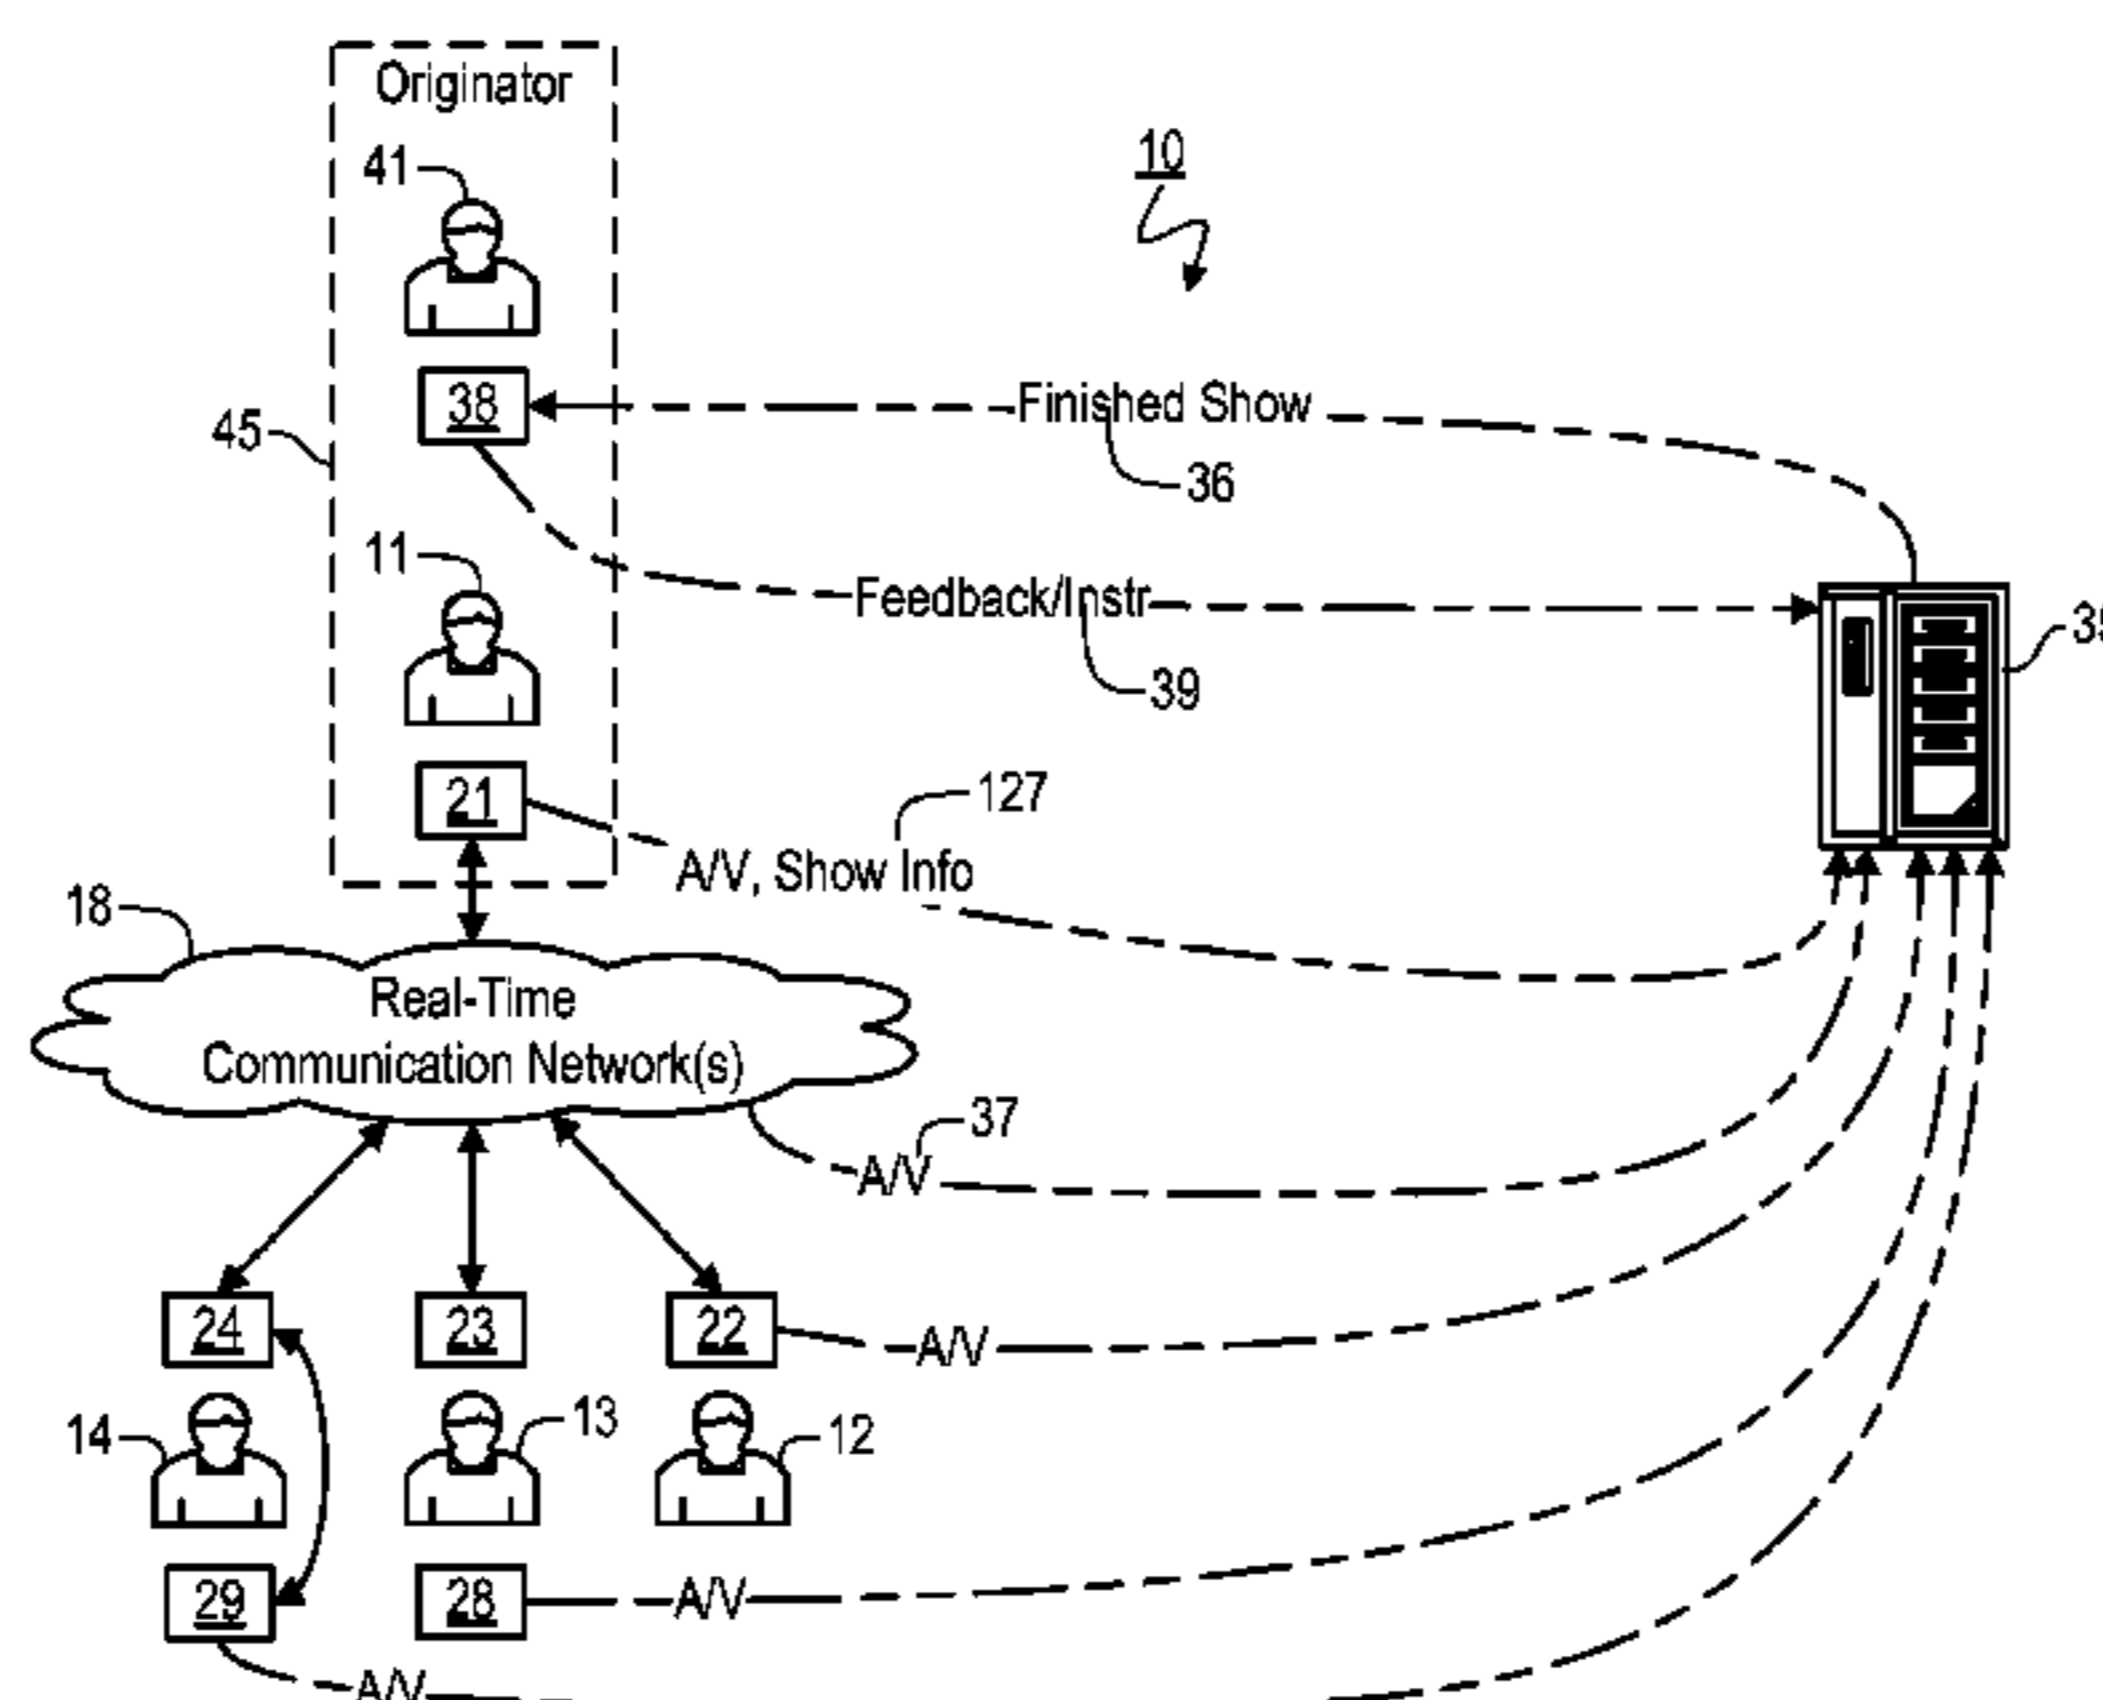 Originator
41
10
38
Finished Show
45
36
11
Feedback/Instr
39
21
127
A/V, Show Info
18
Real-Time
Communication Network(s)
37
A/V
24
23
22
A/V
14
13
12
29
28
A/V
A/V